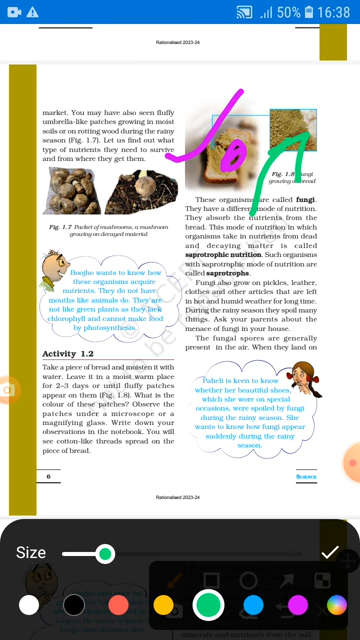 50% 16:38
Rationalised 2023-24
market. You may have also seen fluffy
umbrella-like patches growing in moist
soils or on rotting wood during the rainy
season (Fig. 1.7). Let us find out what
type of nutrients they need to survive
and from where they get them.
Fig. 1.7 Packet of mushrooms, a mushroom
growing on decayed material
Boojho wants to know how
these organisms acquire
nutrients. They do not have
mouths like animals do. They are
not like green plants as they lack
chlorophyll and cannot make food
by photosynthesis.
Activity 1.2
Take a piece of bread and moisten it with
water. Leave it in a moist warm place
for 2–3 days or until fluffy patches
appear on them (Fig. 1.8). What is the
colour of these patches? Observe the
patches under a microscope or a
magnifying glass. Write down your
observations in the notebook. You will
see cotton-like threads spread on the
piece of bread.
Fig. 1.8 Fungi
growing on bread
These organisms are called fungi.
They have a different mode of nutrition.
They absorb the nutrients from the
bread. This mode of nutrition in which
organisms take in nutrients from dead
and decaying matter is called
saprotrophic nutrition. Such organisms
with saprotrophic mode of nutrition are
called saprotrophs.
Fungi also grow on pickles, leather,
clothes and other articles that are left
in hot and humid weather for long time.
During the rainy season they spoil many
things. Ask your parents about the
menace of fungi in your house.
The fungal spores are generally
present in the air. When they land on
Paheli is keen to know
whether her beautiful shoes,
which she wore on special
occasions, were spoiled by fungi
during the rainy season. She
wants to know how fungi appear
suddenly during the rainy
season.
6
Science
Rationalised 2023-24
Size